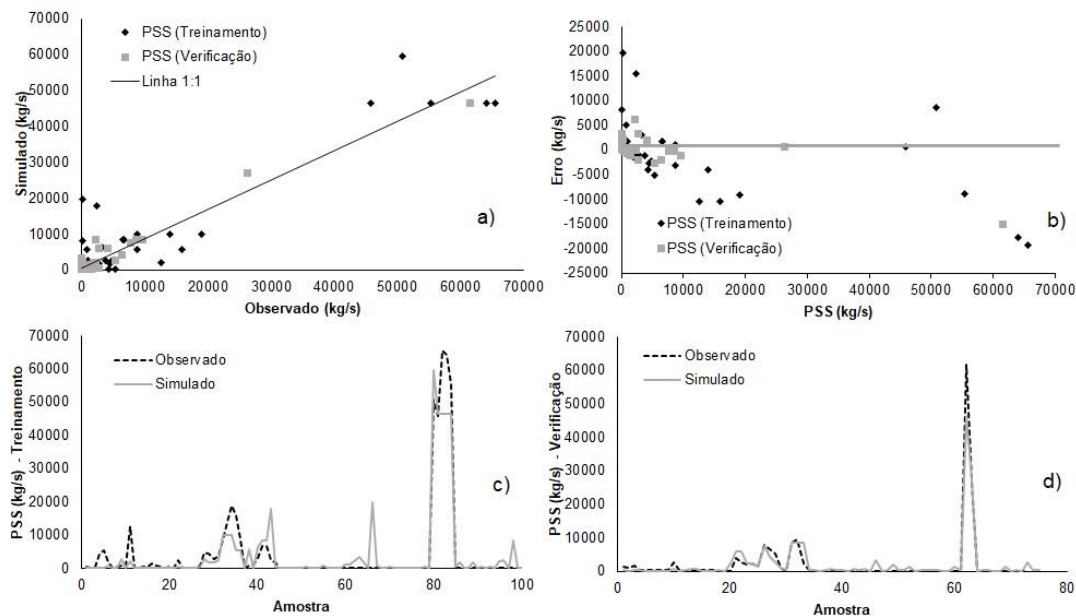 70000
60000
50000
40000
30000
20000
10000
0
Simulado (kg/s)
PSS (Treinamento)
PSS (Verificação)
Linha 1:1
a)
0 10000 20000 30000 40000 50000 60000 70000
Observado (kg/s)
25000
20000
15000
10000
5000
0
-5000
-10000
-15000
-20000
-25000
Erro (kg/s)
PSS (Treinamento)
PSS (Verificação)
b)
0 10000 20000 30000 40000 50000 60000 70000
PSS (kg/s)
70000
60000
50000
40000
30000
20000
10000
0
PSS (kg/s) - Treinamento
Observado
Simulado
c)
0 20 40 60 80 100
Amostra
70000
60000
50000
40000
30000
20000
10000
0
PSS (kg/s) - Verificação
Observado
Simulado
d)
0 20 40 60 80
Amostra